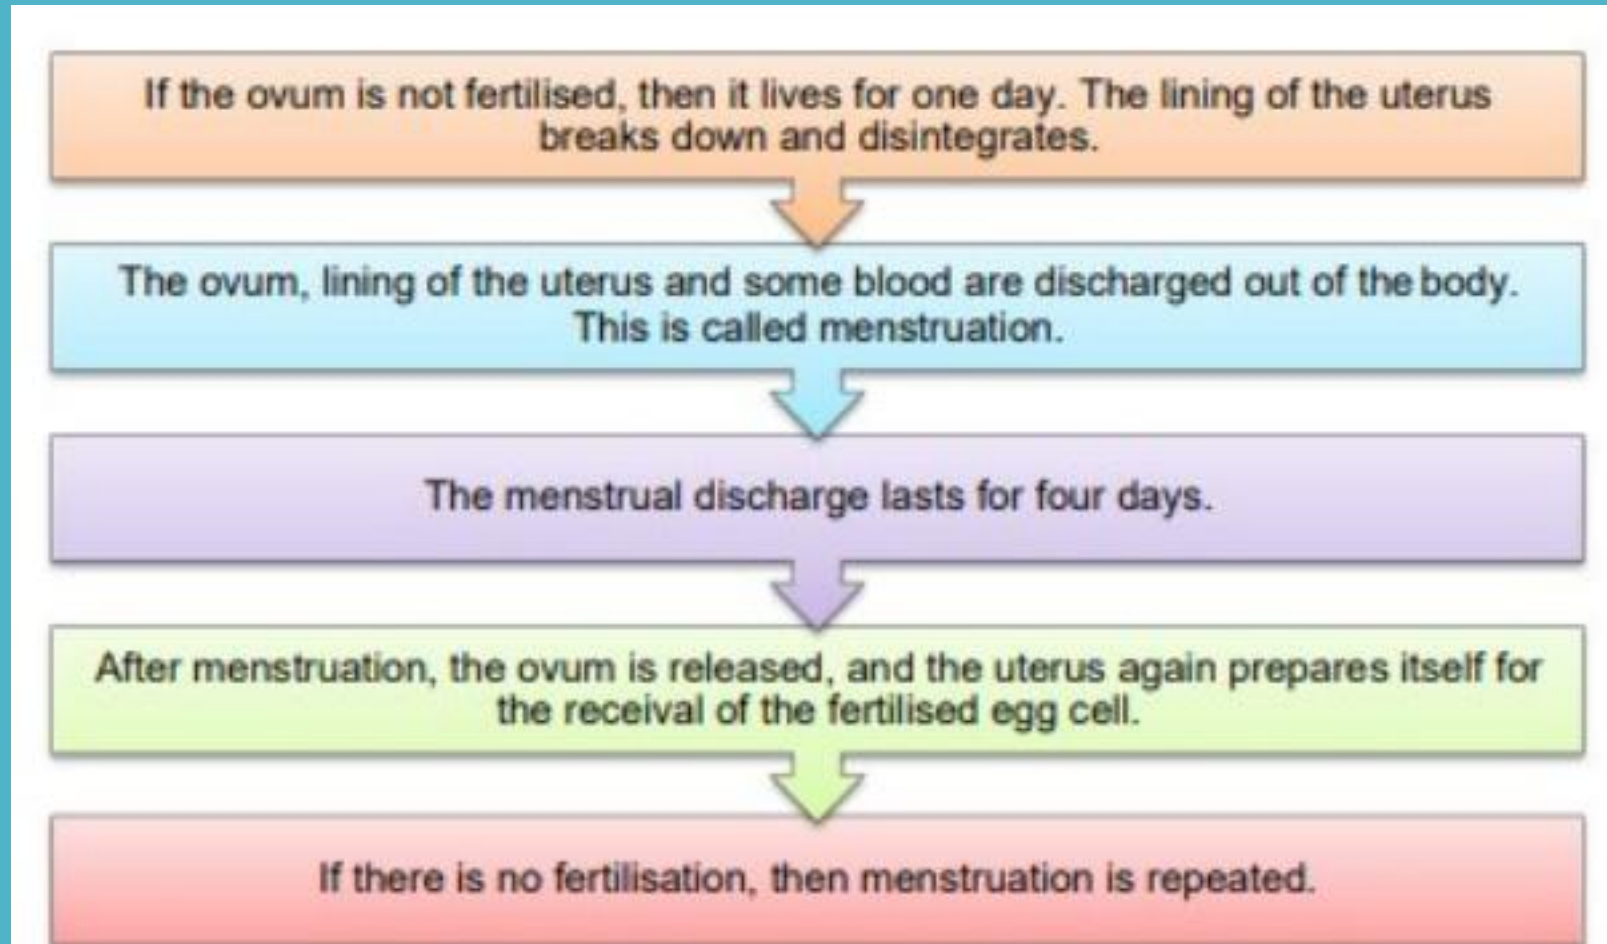 If the ovum is not fertilised, then it lives for one day. The lining of the uterus
breaks down and disintegrates.
The ovum, lining of the uterus and some blood are discharged out of the body.
This is called menstruation.
The menstrual discharge lasts for four days.
After menstruation, the ovum is released, and the uterus again prepares itself for
the receival of the fertilised egg cell.
If there is no fertilisation, then menstruation is repeated.